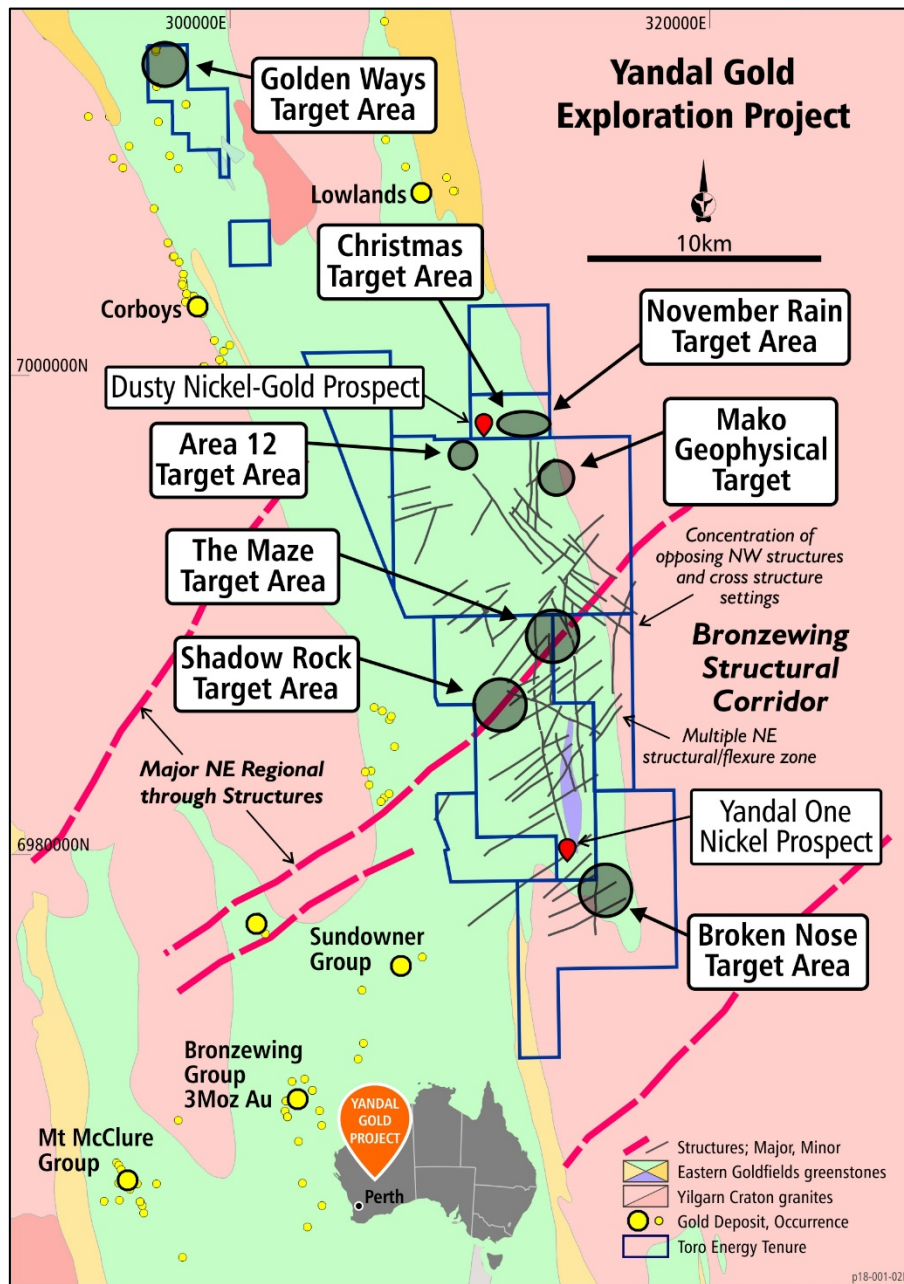 300000E
320000E
Yandal Gold
Exploration Project
Golden Ways
Target Area
Lowlands
10km
Christmas
Target Area
Corboys
November Rain
Target Area
7000000N
Dusty Nickel-Gold Prospect
Mako
Geophysical
Target
Area 12
Target Area
Concentration of
opposing NW structures
and cross structure
settings
The Maze
Target Area
Bronzewing
Structural
Corridor
Shadow Rock
Target Area
Multiple NE
structural/flexure zone
Major NE Regional
through Structures
Yandal One
Nickel Prospect
6980000N
Sundowner
Group
Broken Nose
Target Area
Bronzewing
Group
3Moz Au
YANDAL
GOLD
PROJECT
Mt McClure
Group
Perth
Structures; Major, Minor
Eastern Goldfields greenstones
Yilgarn Craton granites
Gold Deposit, Occurrence
Toro Energy Tenure